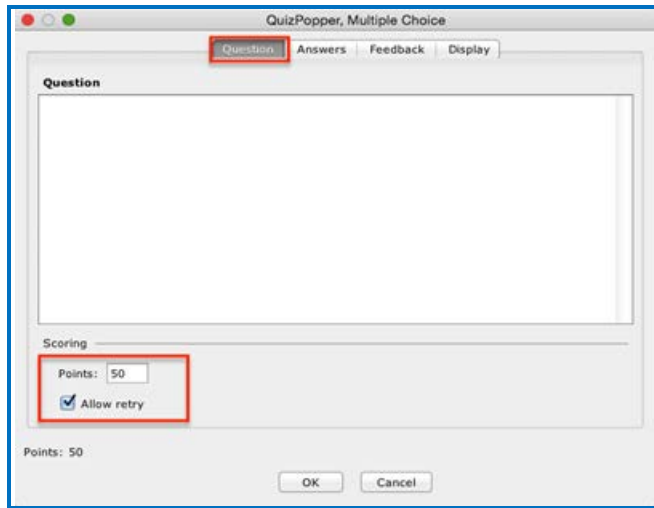 QuizPopper, Multiple Choice
Question Answers Feedback Display
Question
Scoring
Points: 50
Allow retry
Points: 50
OK Cancel